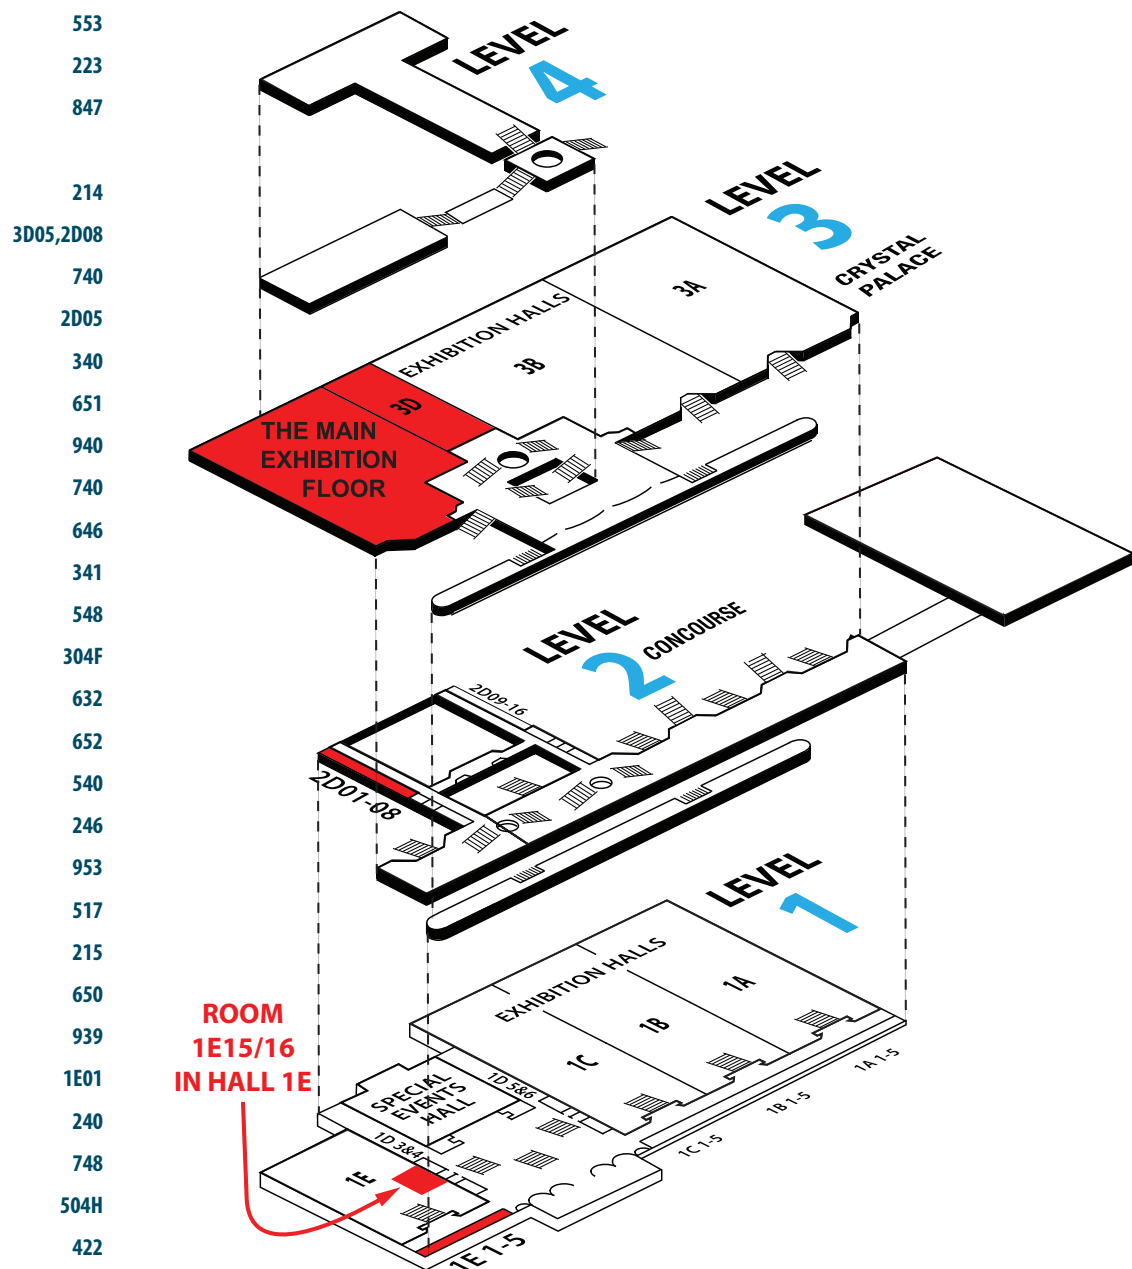 553
223
847
214
3D05,2D08
740
2D05
340
651
940
740
646
341
548
304F
632
652
540
246
953
517
215
650
939
1E01
240
748
504H
422
LEVEL
4
LEVEL
3
CRYSTAL
PALACE
EXHIBITION HALLS
3A
3B
3D
THE MAIN
EXHIBITION
FLOOR
LEVEL
2
CONCOURSE
2D09-16
2D01-08
LEVEL
1
EXHIBITION HALLS
1A
1B
1C
SPECIAL
EVENTS
HALL
1D 5&6
1D 3&4
1E
1A 1-5
1B 1-5
1C 1-5
1E 1-5
ROOM
1E15/16
IN HALL 1E